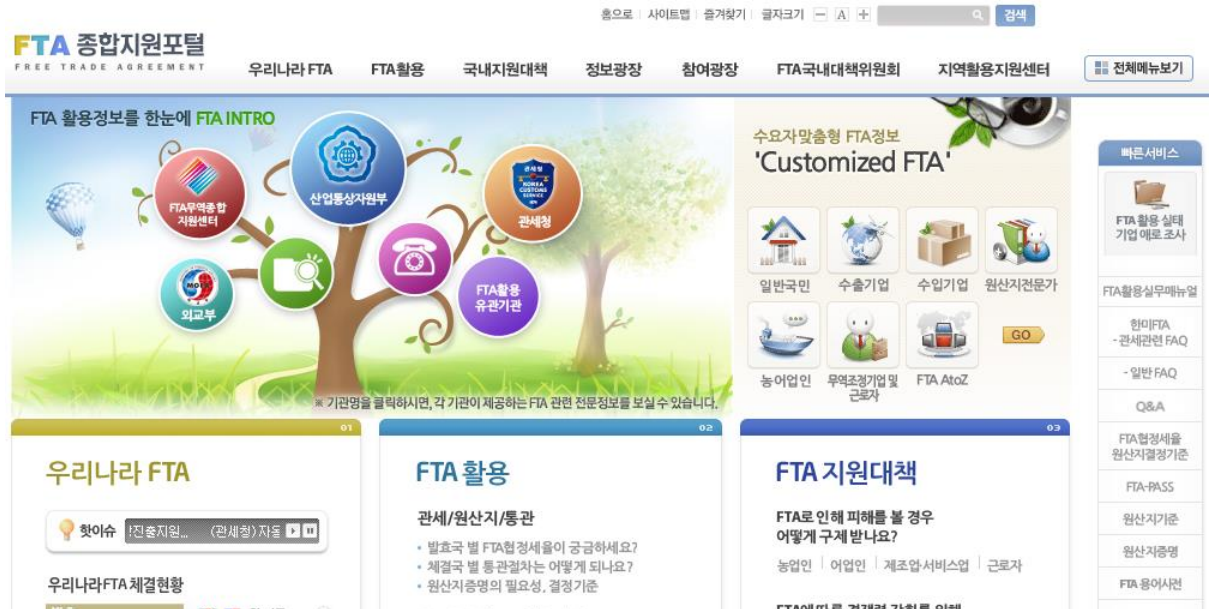 홈으로 사이트맵 즐겨찾기 글자크기 A 검색
FTA 종합지원포털
FREE TRADE AGREEMENT
우리나라 FTA FTA활용 국내지원대책 정보광장 참여광장 FTA국내대책위원회 지역활용지원센터 전체메뉴보기
FTA 활용정보를 한눈에 FTA INTRO
FTA무역종합
지원센터
산업통상자원부
관세청
KOREA
CUSTOMS
SERVICE
관세청
MOFA
외교부
FTA활용
유관기관
※ 기관명을 클릭하시면, 각 기관이 제공하는 FTA 관련 전문정보를 보실 수 있습니다.
수요자맞춤형 FTA정보
'Customized FTA'
일반국민 수출기업 수입기업 원산지전문가
농어업인 무역조정기업 및
근로자 FTA AtoZ
GO
빠른서비스
FTA 활용 실태
기업 애로 조사
FTA활용실무매뉴얼
한미FTA
- 관세관련 FAQ
- 일반 FAQ
Q&A
FTA협정세율
원산지결정기준
FTA-PASS
원산지기준
원산지증명
FTA 용어사전
01
우리나라 FTA
핫이슈 진출지원... (관세청)자동
우리나라FTA 체결현황
02
FTA 활용
관세/원산지/통관
• 발효국 별 FTA협정세율이 궁금하세요?
• 체결국 별 통관절차는 어떻게 되나요?
• 원산지증명의 필요성, 결정기준
03
FTA 지원대책
FTA로 인해 피해를 볼 경우
어떻게 구제 받나요?
농업인 어업인 제조업·서비스업 근로자